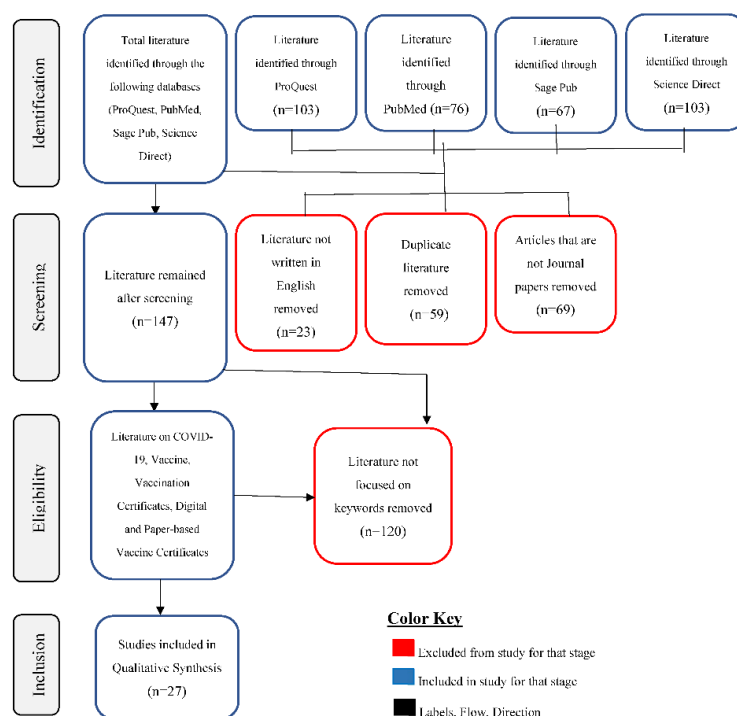 Identification
Total literature
identified through the
following databases
(ProQuest, PubMed,
Sage Pub, Science
Direct)
Literature
identified through
ProQuest
(n=103)
Literature
identified
through
PubMed (n=76)
Literature
identified through
Sage Pub
(n=67)
Literature
identified through
Science Direct
(n=103)
Screening
Literature remained
after screening
(n=147)
Literature not
written in
English
removed
(n=23)
Duplicate
literature
removed
(n=59)
Articles that are
not Journal
papers removed
(n=69)
Eligibility
Literature on COVID-
19, Vaccine,
Vaccination
Certificates, Digital
and Paper-based
Vaccine Certificates
Literature not
focused on
keywords removed
(n=120)
Inclusion
Studies included in
Qualitative Synthesis
(n=27)
Color Key
Excluded from study for that stage
Included in study for that stage
Labels, Flow, Direction